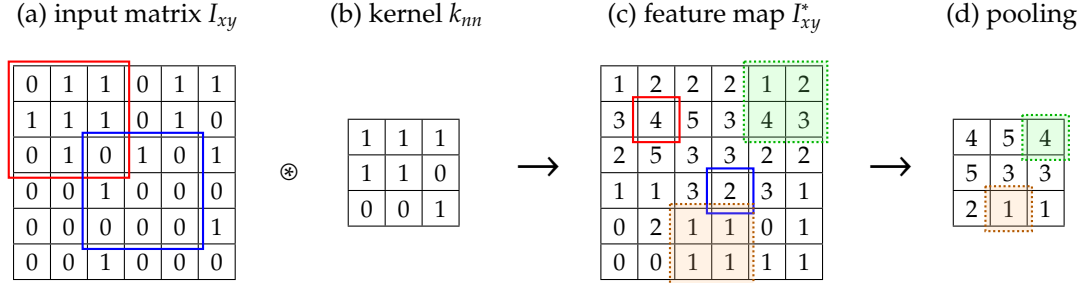 (a) input matrix I_xy (b) kernel k_nn (c) feature map I*_xy (d) pooling
0 1 1 0 1 1
1 1 1 0 1 0
0 1 0 1 0 1
0 0 1 0 0 0
0 0 0 0 0 1
0 0 1 0 0 0
⊛
1 1 1
1 1 0
0 0 1
→
1 2 2 2 1 2
3 4 5 3 4 3
2 5 3 3 2 2
1 1 3 2 3 1
0 2 1 1 0 1
0 0 1 1 1 1
→
4 5 4
5 3 3
2 1 1